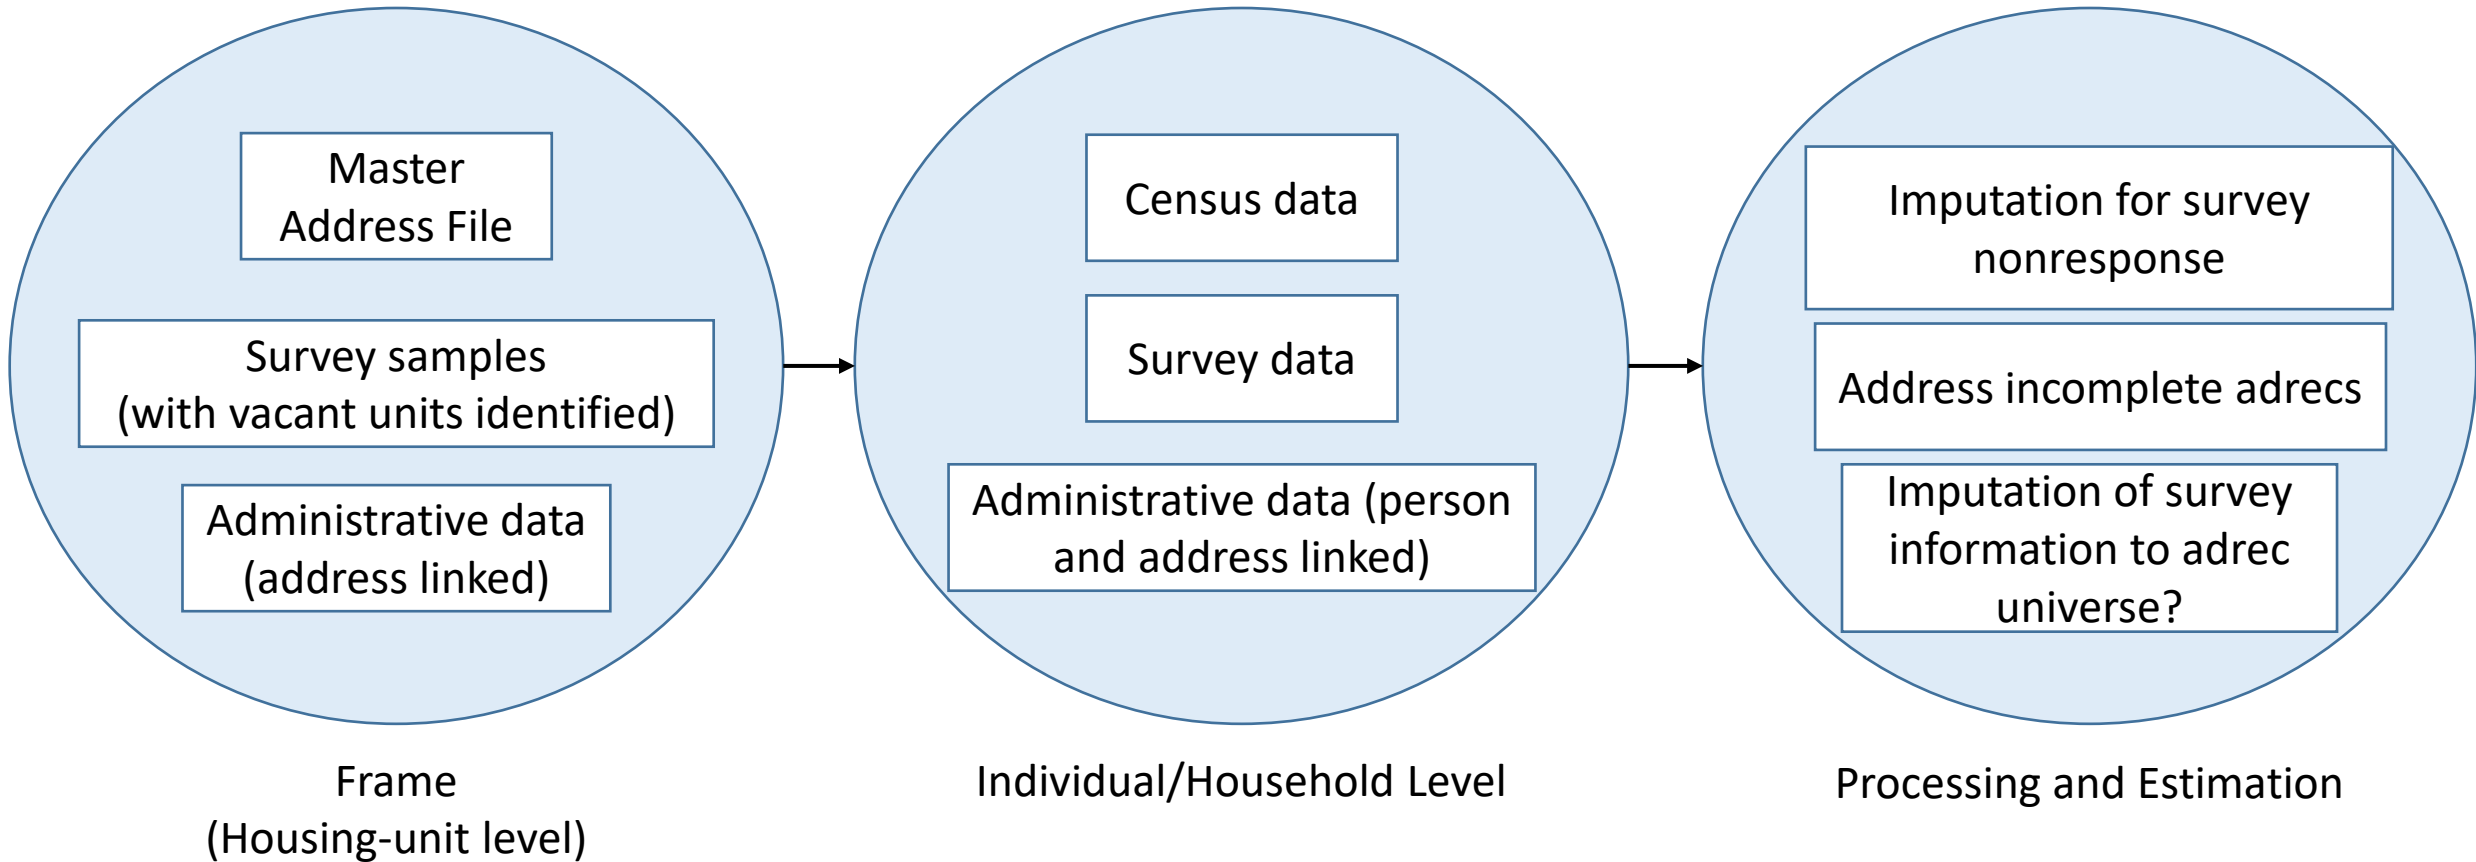 Master
Address File
Survey samples
(with vacant units identified)
Administrative data
(address linked)
Frame
(Housing-unit level)
Census data
Survey data
Administrative data (person
and address linked)
Individual/Household Level
Imputation for survey
nonresponse
Address incomplete adrecs
Imputation of survey
information to adrec
universe?
Processing and Estimation